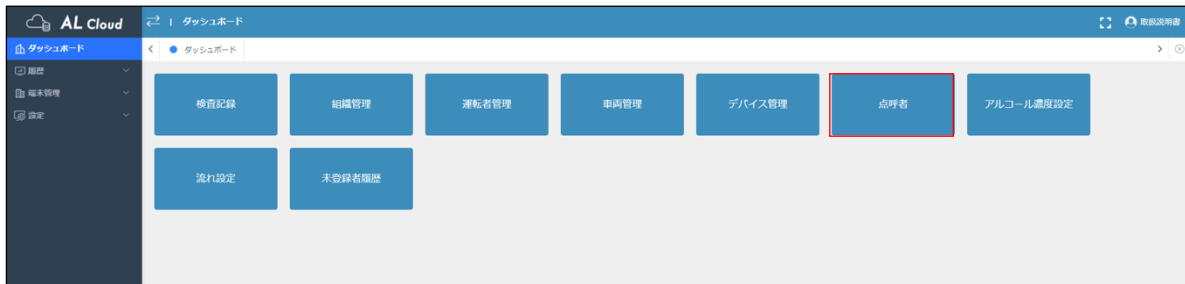 AL Cloud
| ダッシュボード
取扱説明書
ダッシュボード
ダッシュボード
履歴
端末管理
設定
検査記録
組織管理
運転者管理
車両管理
デバイス管理
点呼者
アルコール濃度設定
流れ設定
未登録者履歴